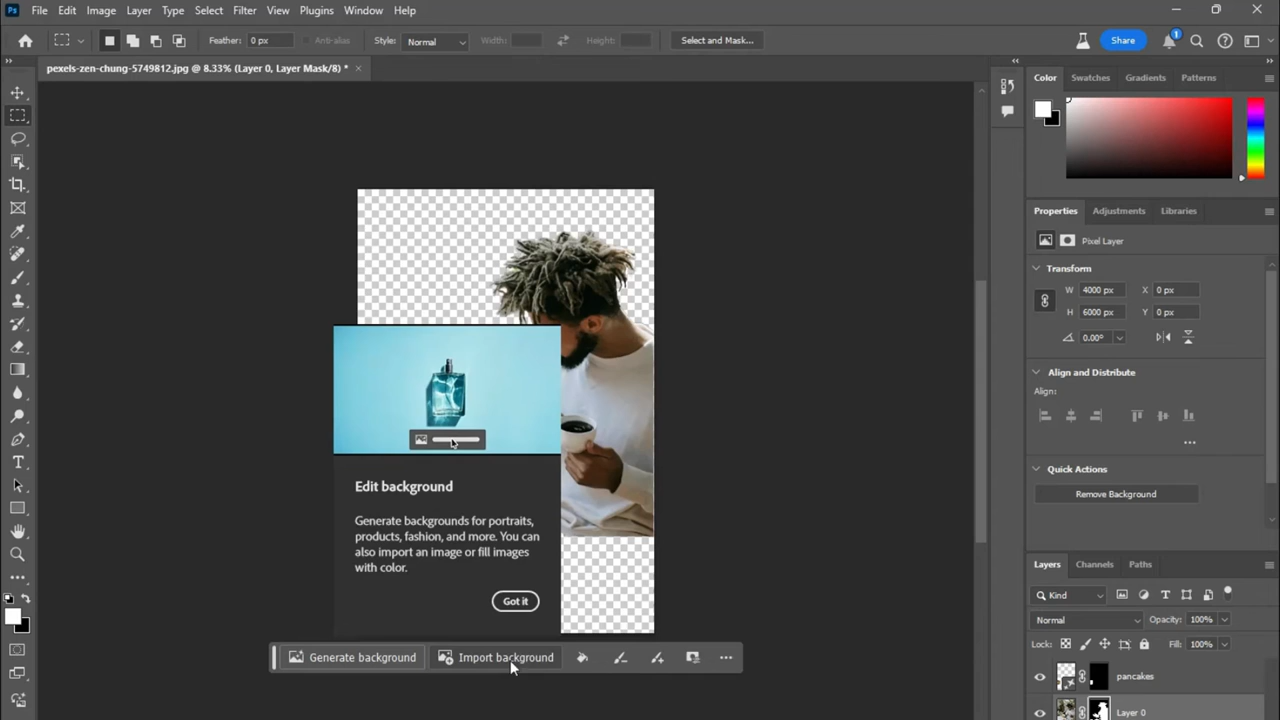 Ps File Edit Image Layer Type Select Filter View Plugins Window Help
Feather: 0 px Anti-alias Style: Normal Width: Height: Select and Mask... Share 1
pexels-zen-chung-5749812.jpg @ 8.33% (Layer 0, Layer Mask/8) *
Color Swatches Gradients Patterns
Properties Adjustments Libraries
Pixel Layer
Transform
W 4000 px X 0 px
H 6000 px Y 0 px
0.00°
Align and Distribute
Align:
Quick Actions
Remove Background
Edit background
Generate backgrounds for portraits,
products, fashion, and more. You can
also import an image or fill images
with color.
Got it
Generate background Import background
Layers Channels Paths
Kind
Normal Opacity: 100%
Lock: Fill: 100%
pancakes
Layer 0